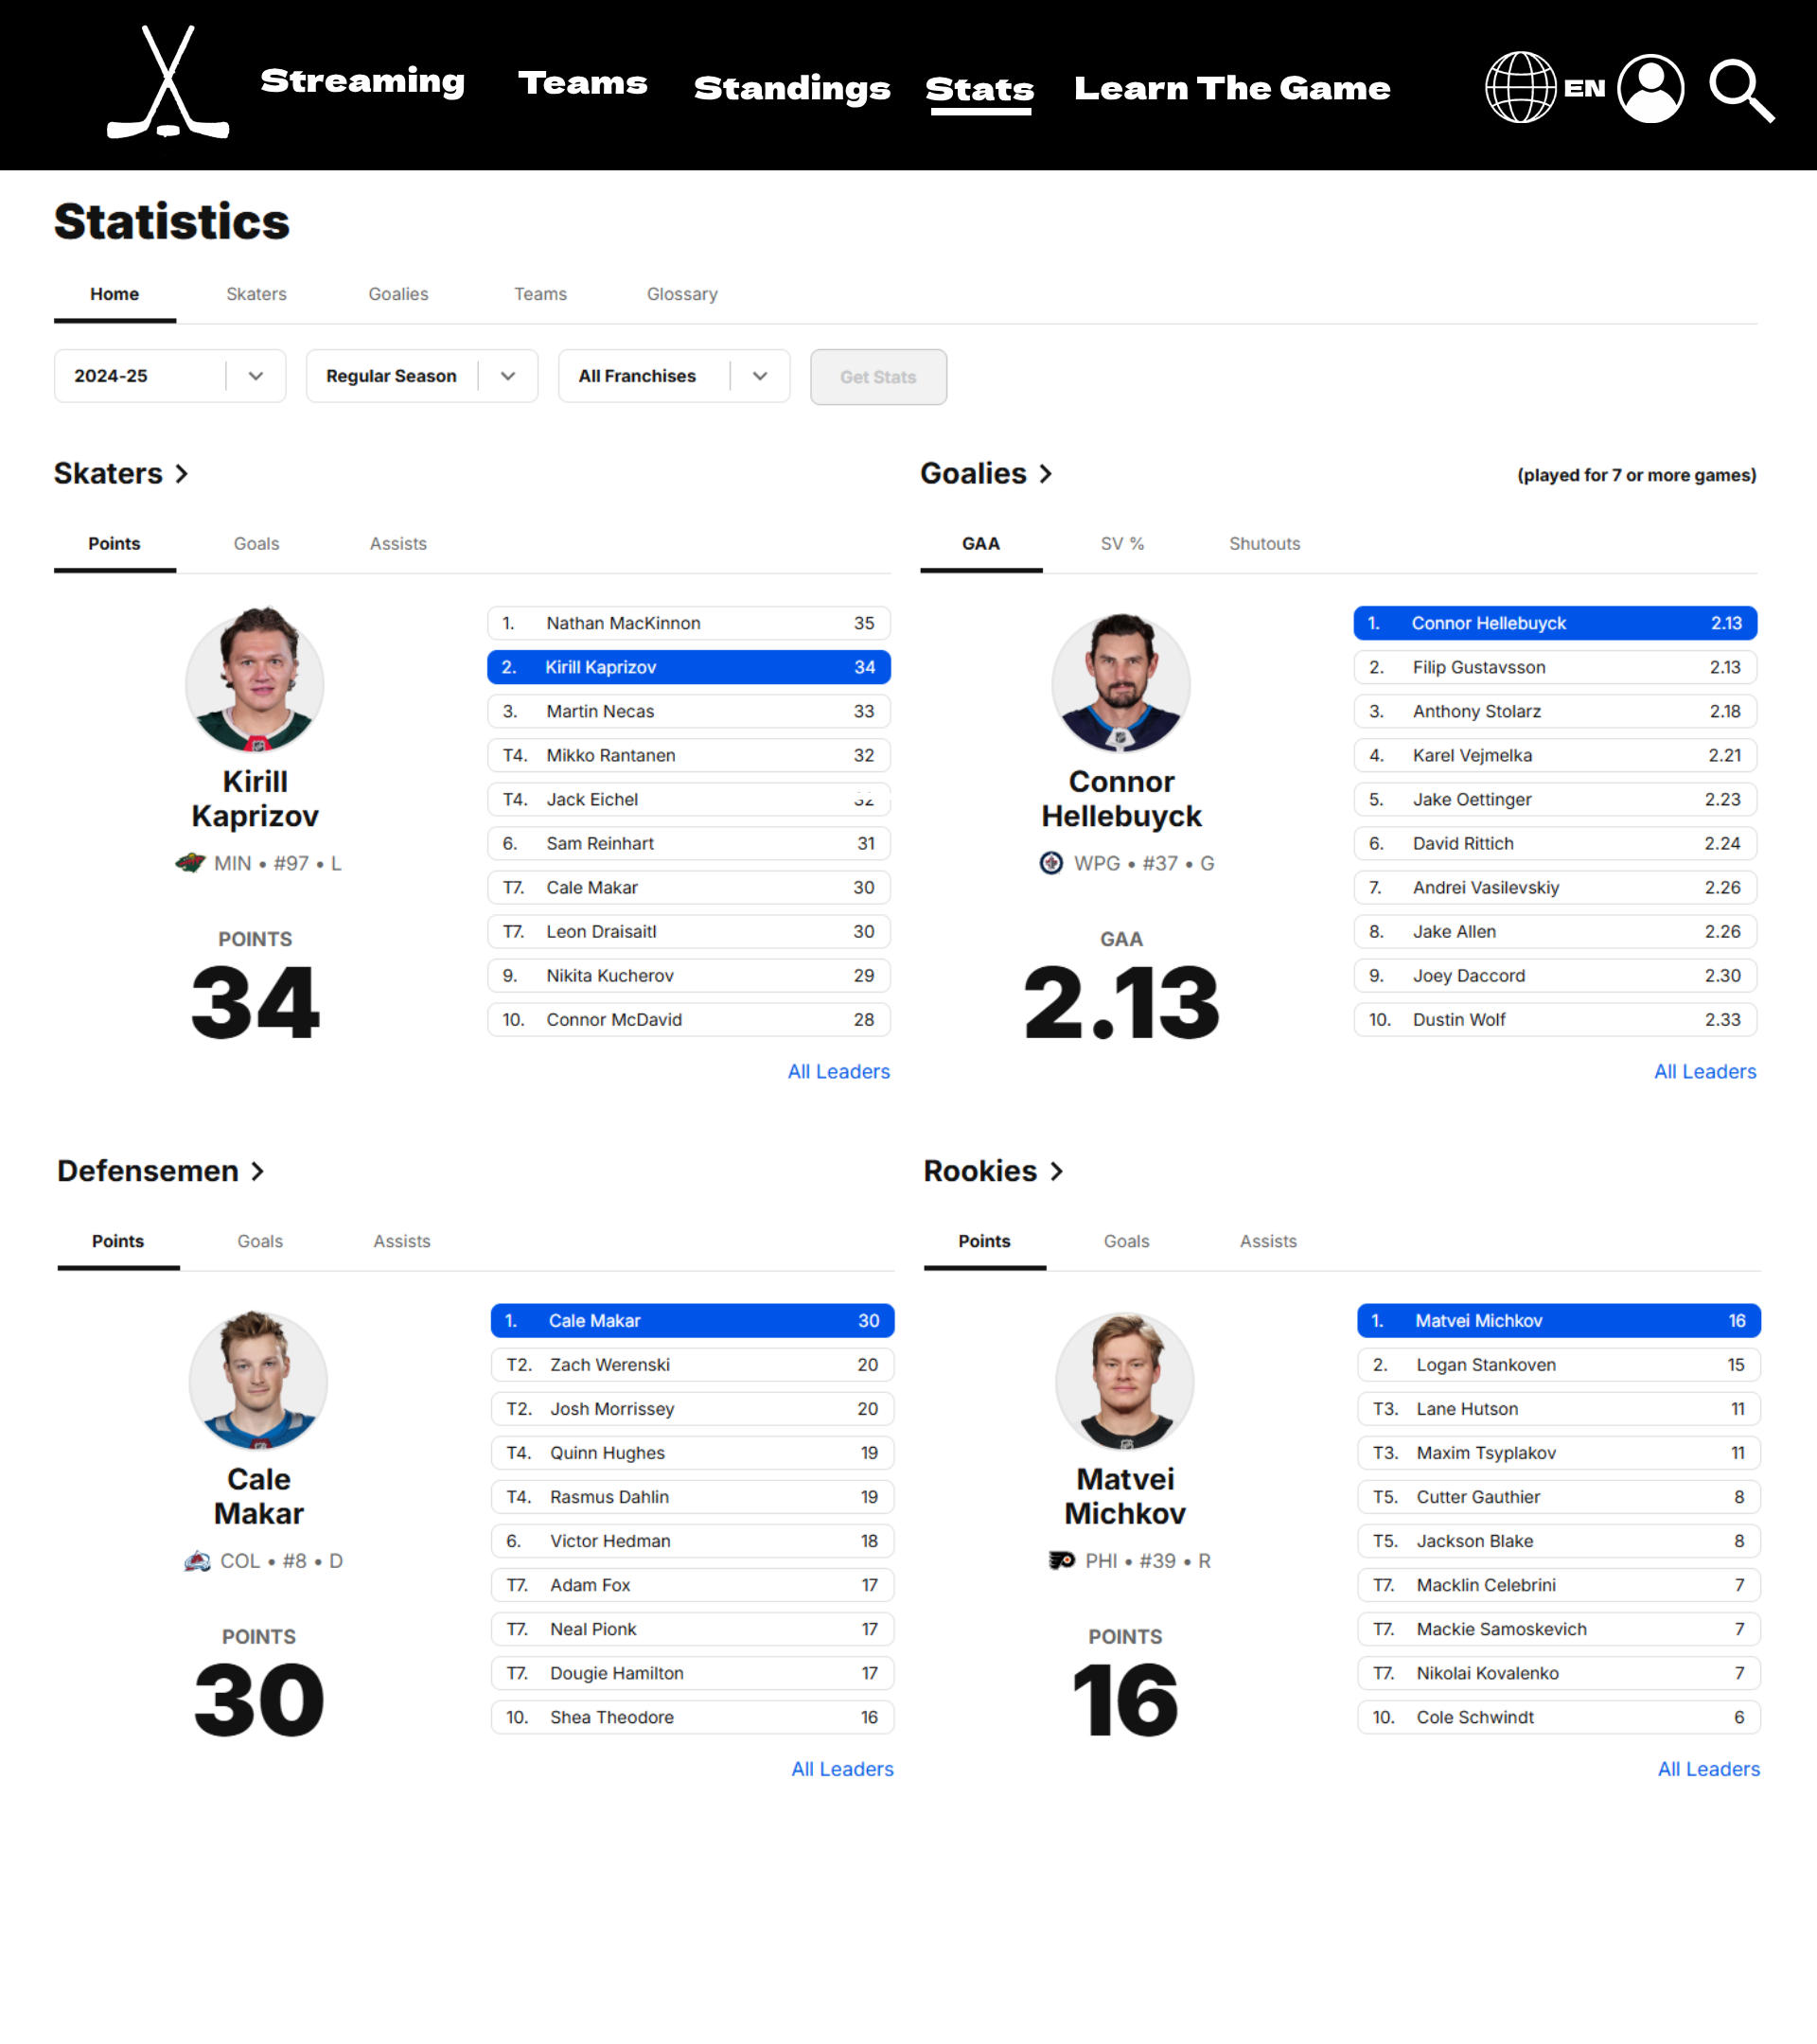 Streaming Teams Standings Stats Learn The Game EN
Statistics
Home Skaters Goalies Teams Glossary
2024-25 Regular Season All Franchises Get Stats
Skaters
Points Goals Assists
Kirill
Kaprizov
MIN • #97 • L
POINTS
34
1. Nathan MacKinnon 35
2. Kirill Kaprizov 34
3. Martin Necas 33
T4. Mikko Rantanen 32
T4. Jack Eichel 32
6. Sam Reinhart 31
T7. Cale Makar 30
T7. Leon Draisaitl 30
9. Nikita Kucherov 29
10. Connor McDavid 28
All Leaders
Goalies (played for 7 or more games)
GAA SV % Shutouts
Connor
Hellebuyck
WPG • #37 • G
GAA
2.13
1. Connor Hellebuyck 2.13
2. Filip Gustavsson 2.13
3. Anthony Stolarz 2.18
4. Karel Vejmelka 2.21
5. Jake Oettinger 2.23
6. David Rittich 2.24
7. Andrei Vasilevskiy 2.26
8. Jake Allen 2.26
9. Joey Daccord 2.30
10. Dustin Wolf 2.33
All Leaders
Defensemen
Points Goals Assists
Cale
Makar
COL • #8 • D
POINTS
30
1. Cale Makar 30
T2. Zach Werenski 20
T2. Josh Morrissey 20
T4. Quinn Hughes 19
T4. Rasmus Dahlin 19
6. Victor Hedman 18
T7. Adam Fox 17
T7. Neal Pionk 17
T7. Dougie Hamilton 17
10. Shea Theodore 16
All Leaders
Rookies
Points Goals Assists
Matvei
Michkov
PHI • #39 • R
POINTS
16
1. Matvei Michkov 16
2. Logan Stankoven 15
T3. Lane Hutson 11
T3. Maxim Tsyplakov 11
T5. Cutter Gauthier 8
T5. Jackson Blake 8
T7. Macklin Celebrini 7
T7. Mackie Samoskevich 7
T7. Nikolai Kovalenko 7
10. Cole Schwindt 6
All Leaders